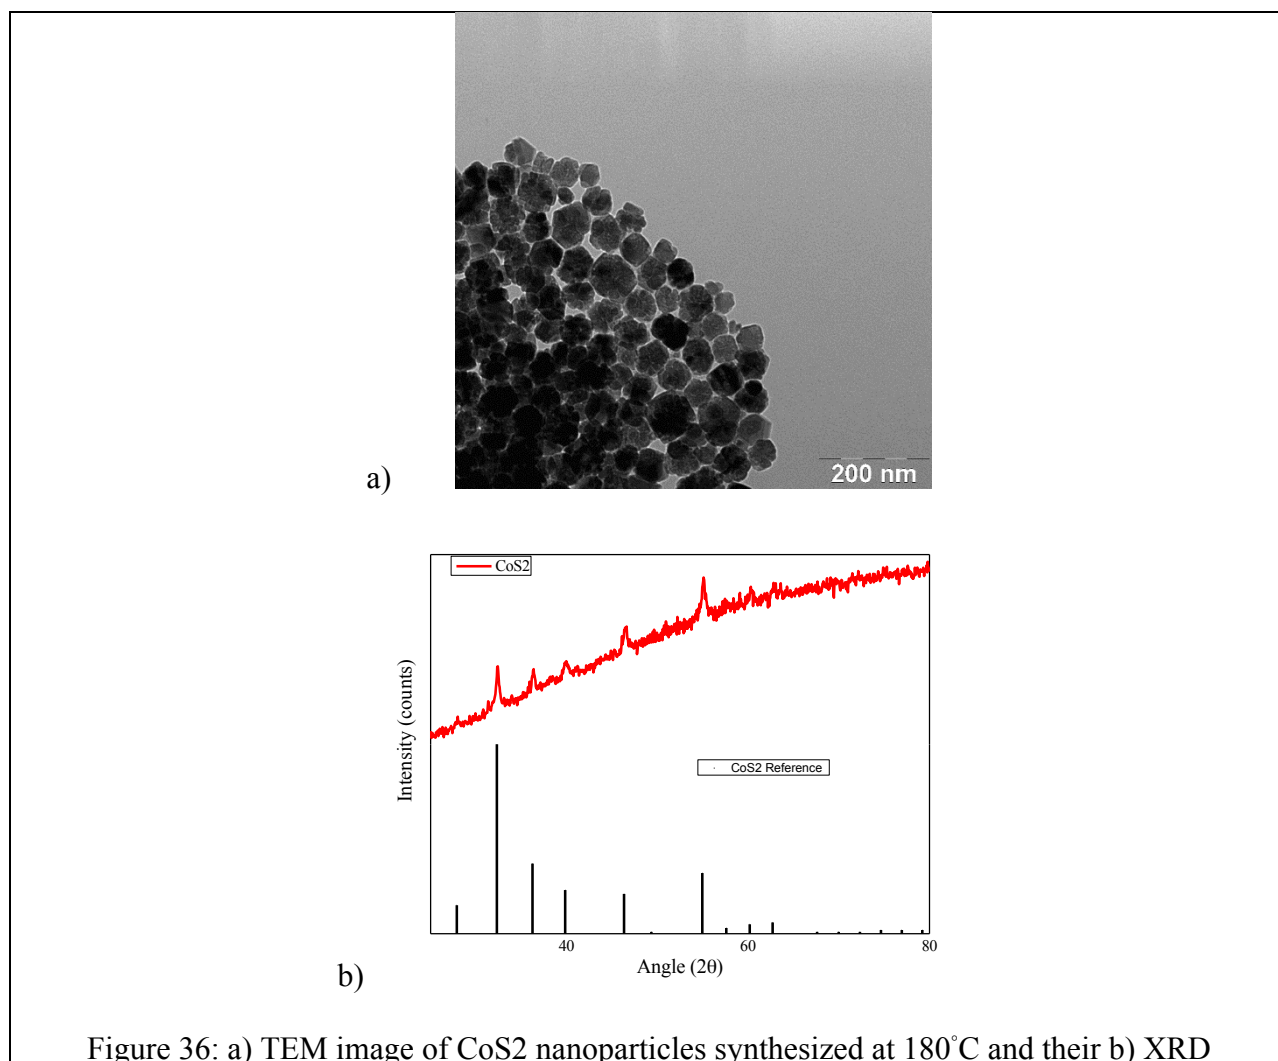 200 nm
a)
CoS2
Intensity (counts)
CoS2 Reference
40 60 80
Angle (2θ)
b)
Figure 36: a) TEM image of CoS2 nanoparticles synthesized at 180°C and their b) XRD